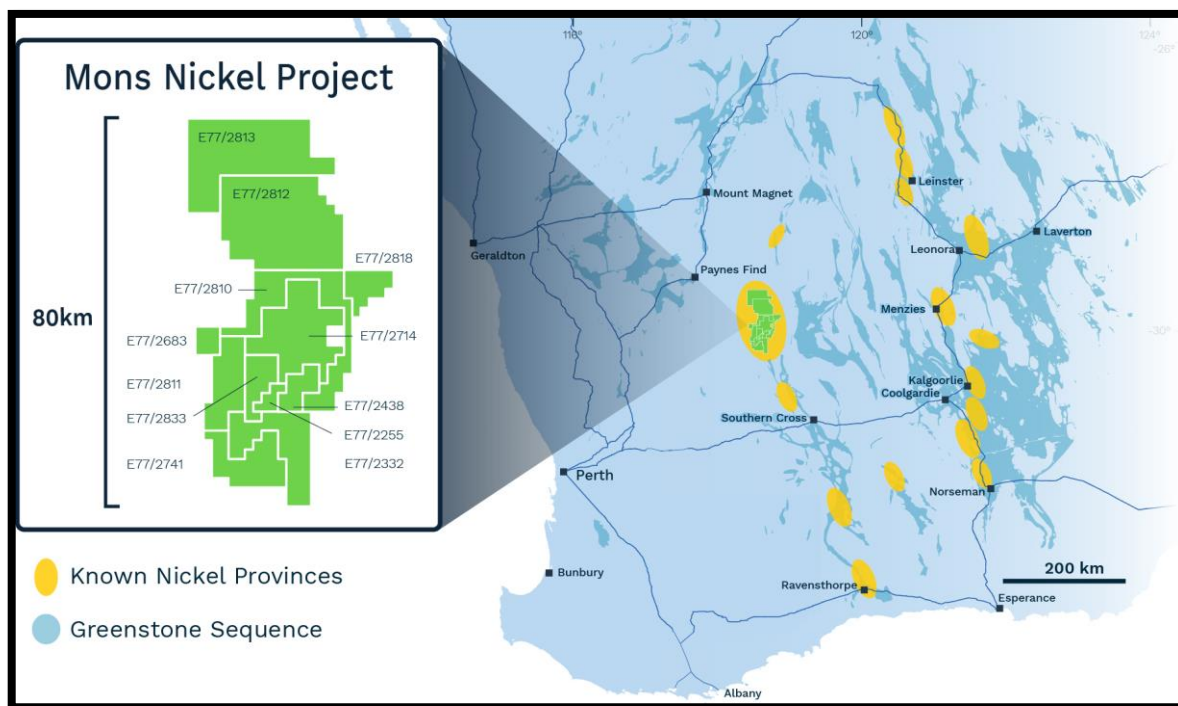 Mons Nickel Project
80km
E77/2813
E77/2812
E77/2818
E77/2810
E77/2714
E77/2683
E77/2811
E77/2833
E77/2438
E77/2255
E77/2741
E77/2332
Known Nickel Provinces
Greenstone Sequence
116°
120°
124°
-26°
-30°
Leinster
Mount Magnet
Laverton
Geraldton
Leonora
Paynes Find
Menzies
Kalgoorlie
Coolgardie
Southern Cross
Perth
Norseman
Bunbury
Ravensthorpe
200 km
Esperance
Albany